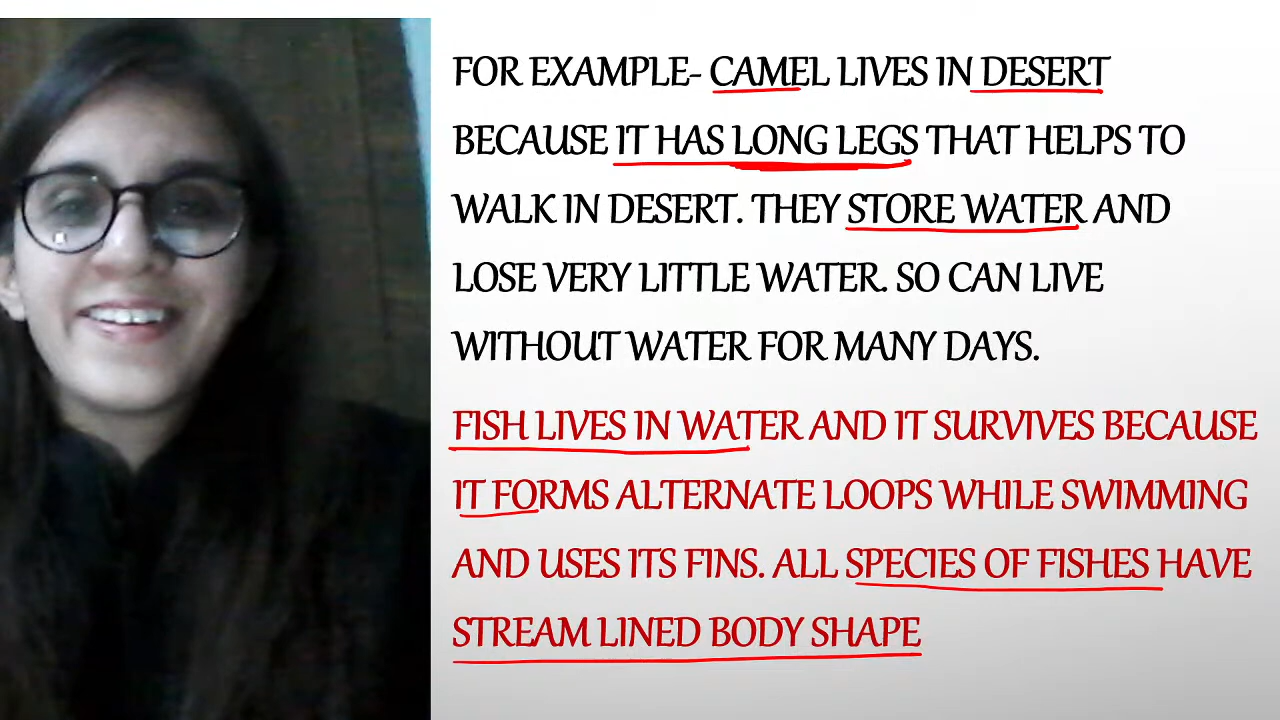 FOR EXAMPLE- CAMEL LIVES IN DESERT
BECAUSE IT HAS LONG LEGS THAT HELPS TO
WALK IN DESERT. THEY STORE WATER AND
LOSE VERY LITTLE WATER. SO CAN LIVE
WITHOUT WATER FOR MANY DAYS.
FISH LIVES IN WATER AND IT SURVIVES BECAUSE
IT FORMS ALTERNATE LOOPS WHILE SWIMMING
AND USES ITS FINS. ALL SPECIES OF FISHES HAVE
STREAM LINED BODY SHAPE